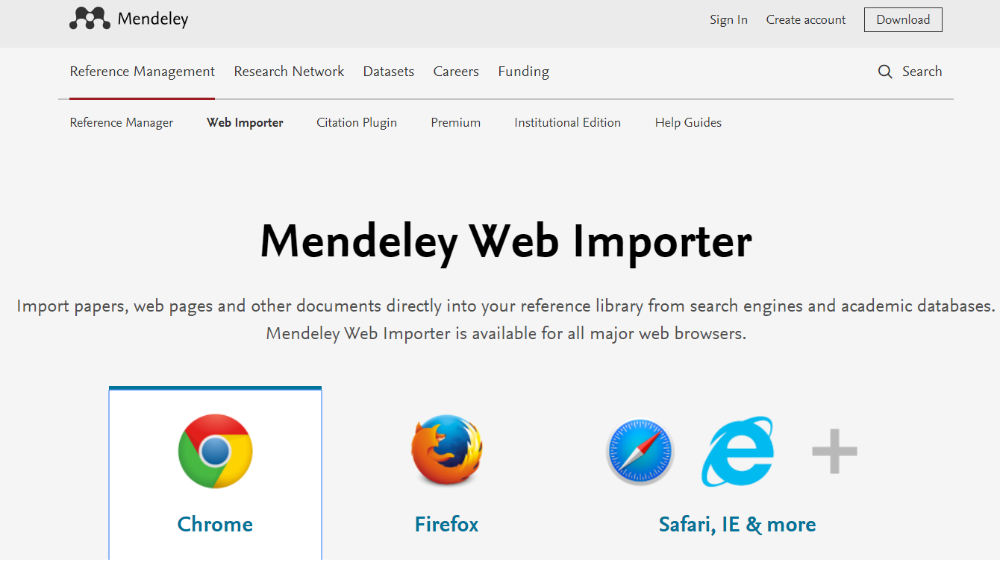 Mendeley
Sign In
Create account
Download
Reference Management
Research Network
Datasets
Careers
Funding
Search
Reference Manager
Web Importer
Citation Plugin
Premium
Institutional Edition
Help Guides
Mendeley Web Importer
Import papers, web pages and other documents directly into your reference library from search engines and academic databases.
Mendeley Web Importer is available for all major web browsers.
Chrome
Firefox
Safari, IE & more